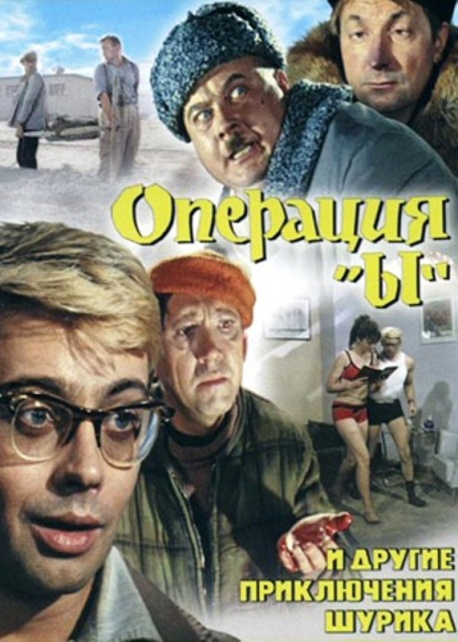 Операция
"Ы"
и другие
приключения
Шурика